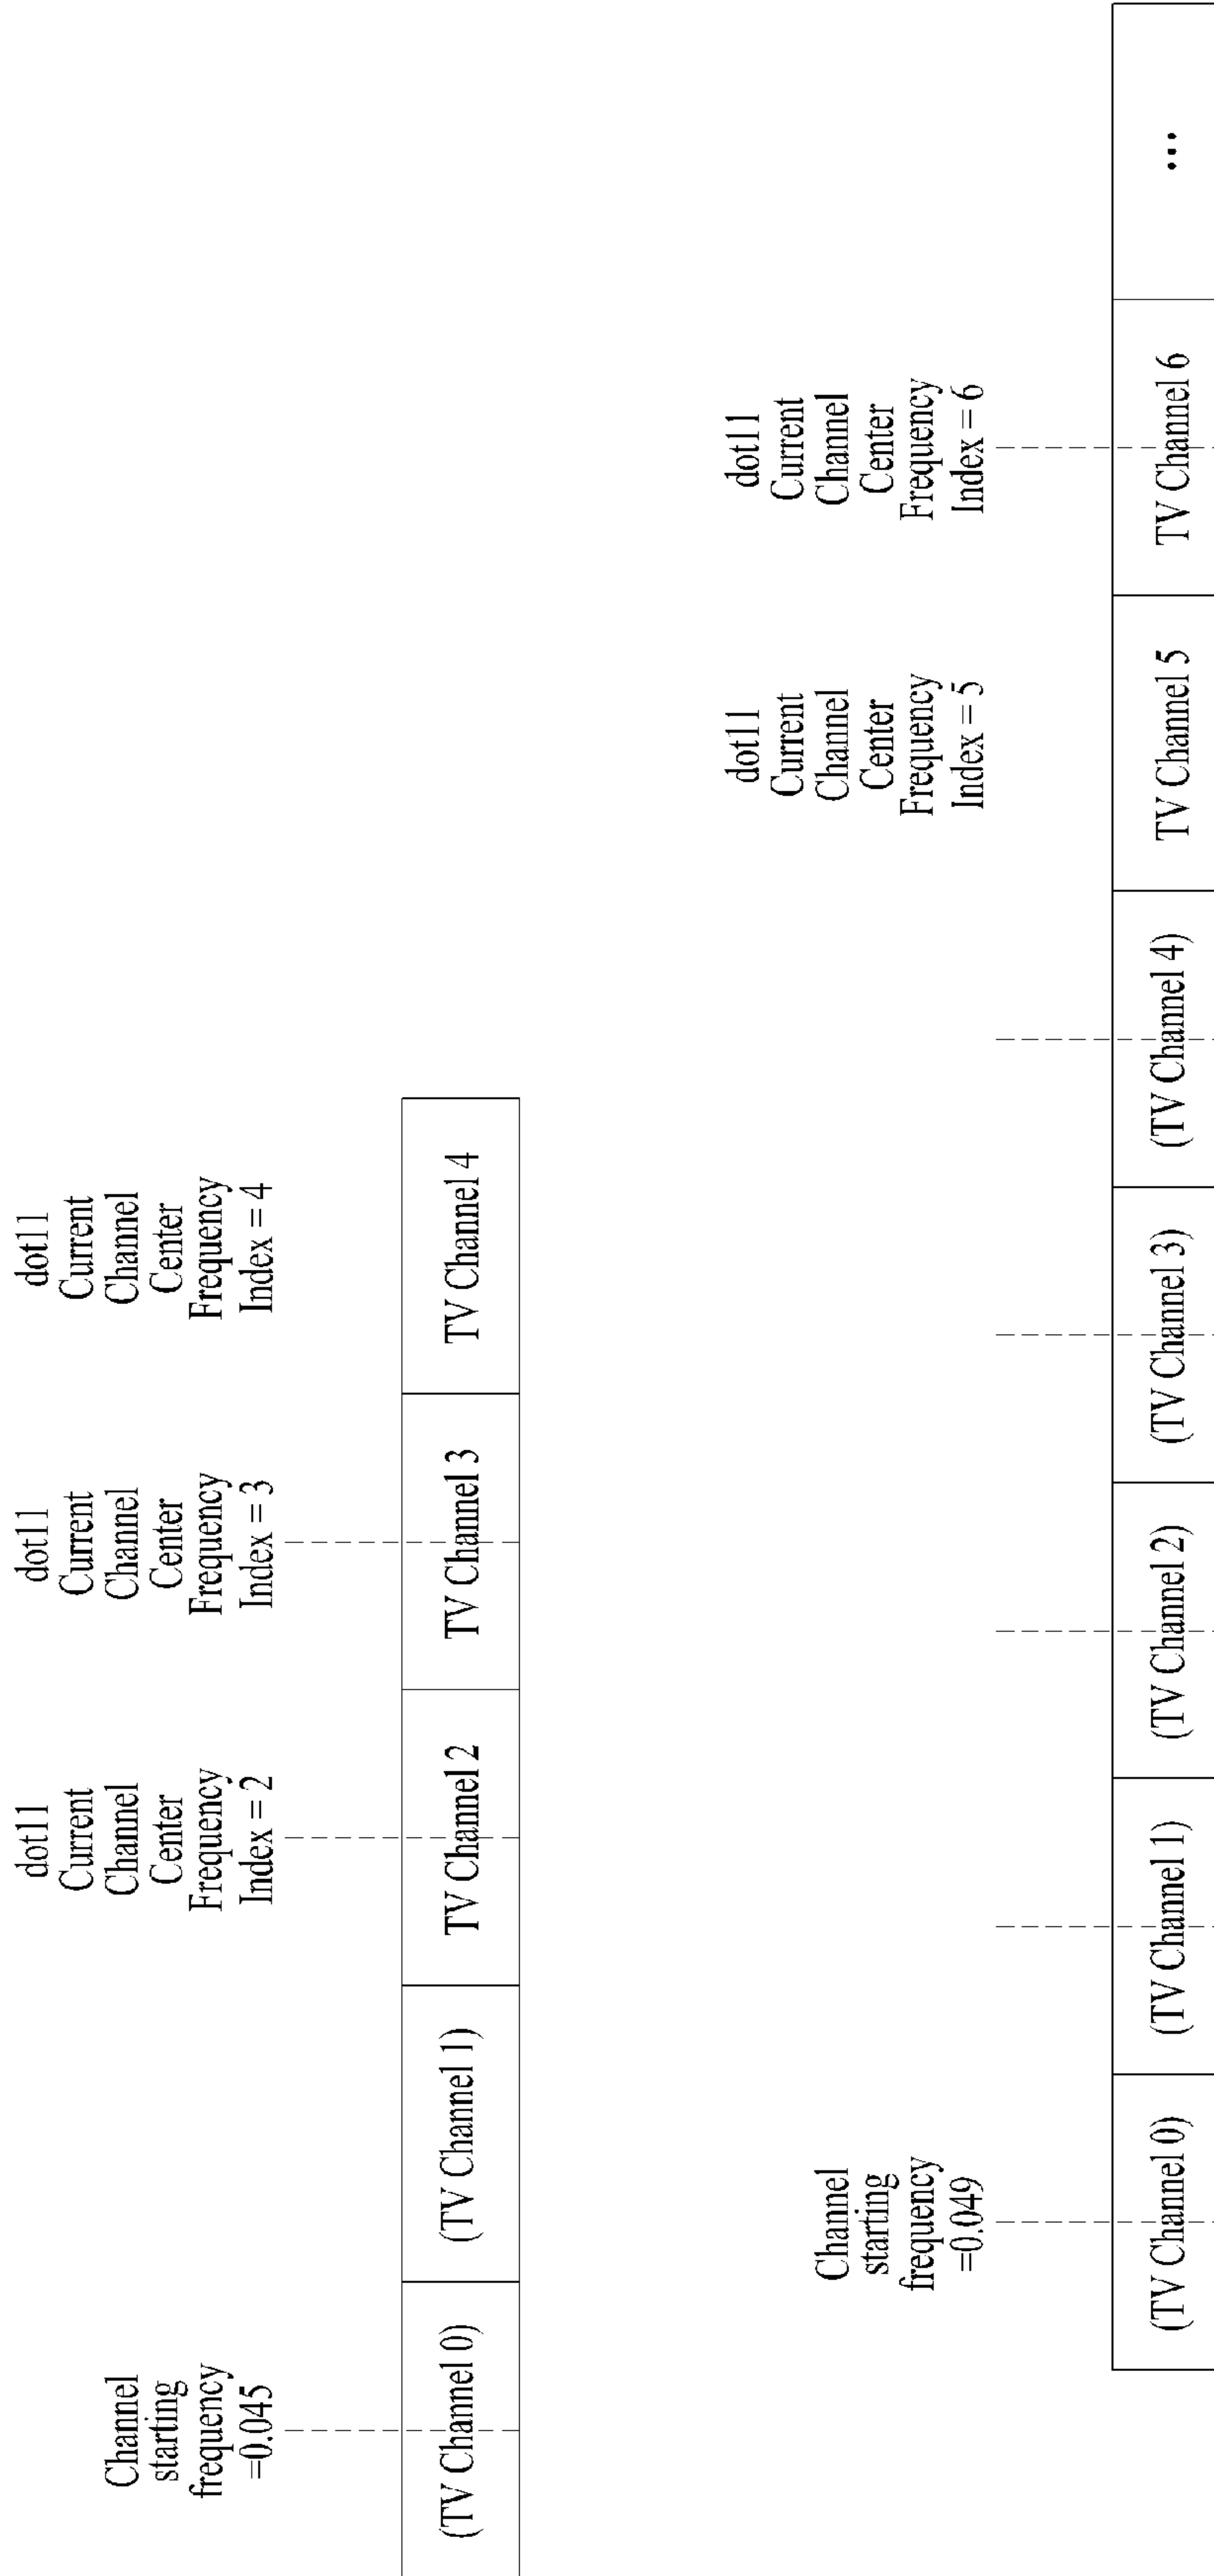 dot11
Current
Channel
Center
Frequency
Index = 2
dot11
Current
Channel
Center
Frequency
Index = 3
dot11
Current
Channel
Center
Frequency
Index = 4
Channel
starting
frequency
=0.045
(TV Channel 0)
(TV Channel 1)
TV Channel 2
TV Channel 3
TV Channel 4
dot11
Current
Channel
Center
Frequency
Index = 5
dot11
Current
Channel
Center
Frequency
Index = 6
Channel
starting
frequency
=0.049
(TV Channel 0)
(TV Channel 1)
(TV Channel 2)
(TV Channel 3)
(TV Channel 4)
TV Channel 5
TV Channel 6
...